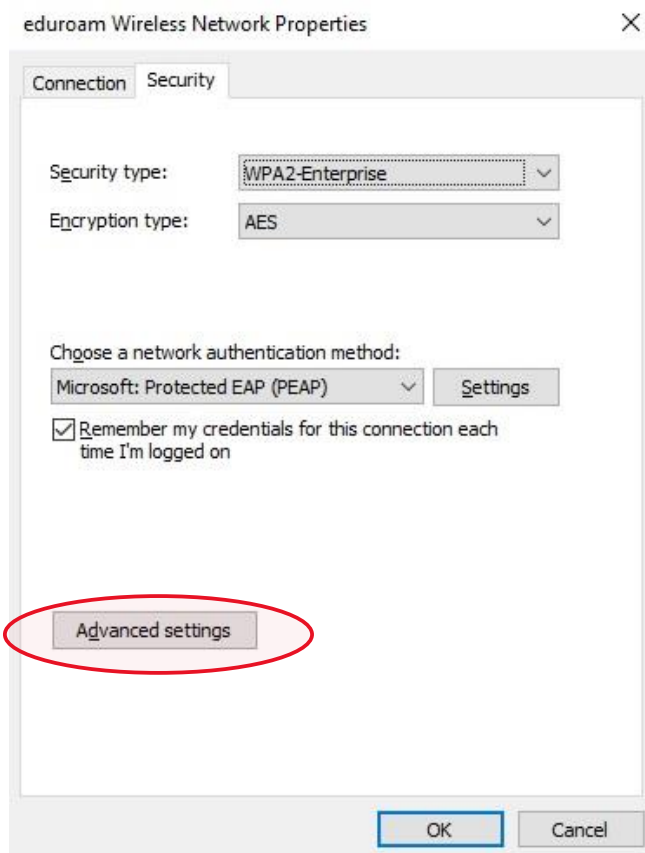 eduroam Wireless Network Properties
Connection Security
Security type: WPA2-Enterprise
Encryption type: AES
Choose a network authentication method:
Microsoft: Protected EAP (PEAP) Settings
Remember my credentials for this connection each
time I'm logged on
Advanced settings
OK Cancel